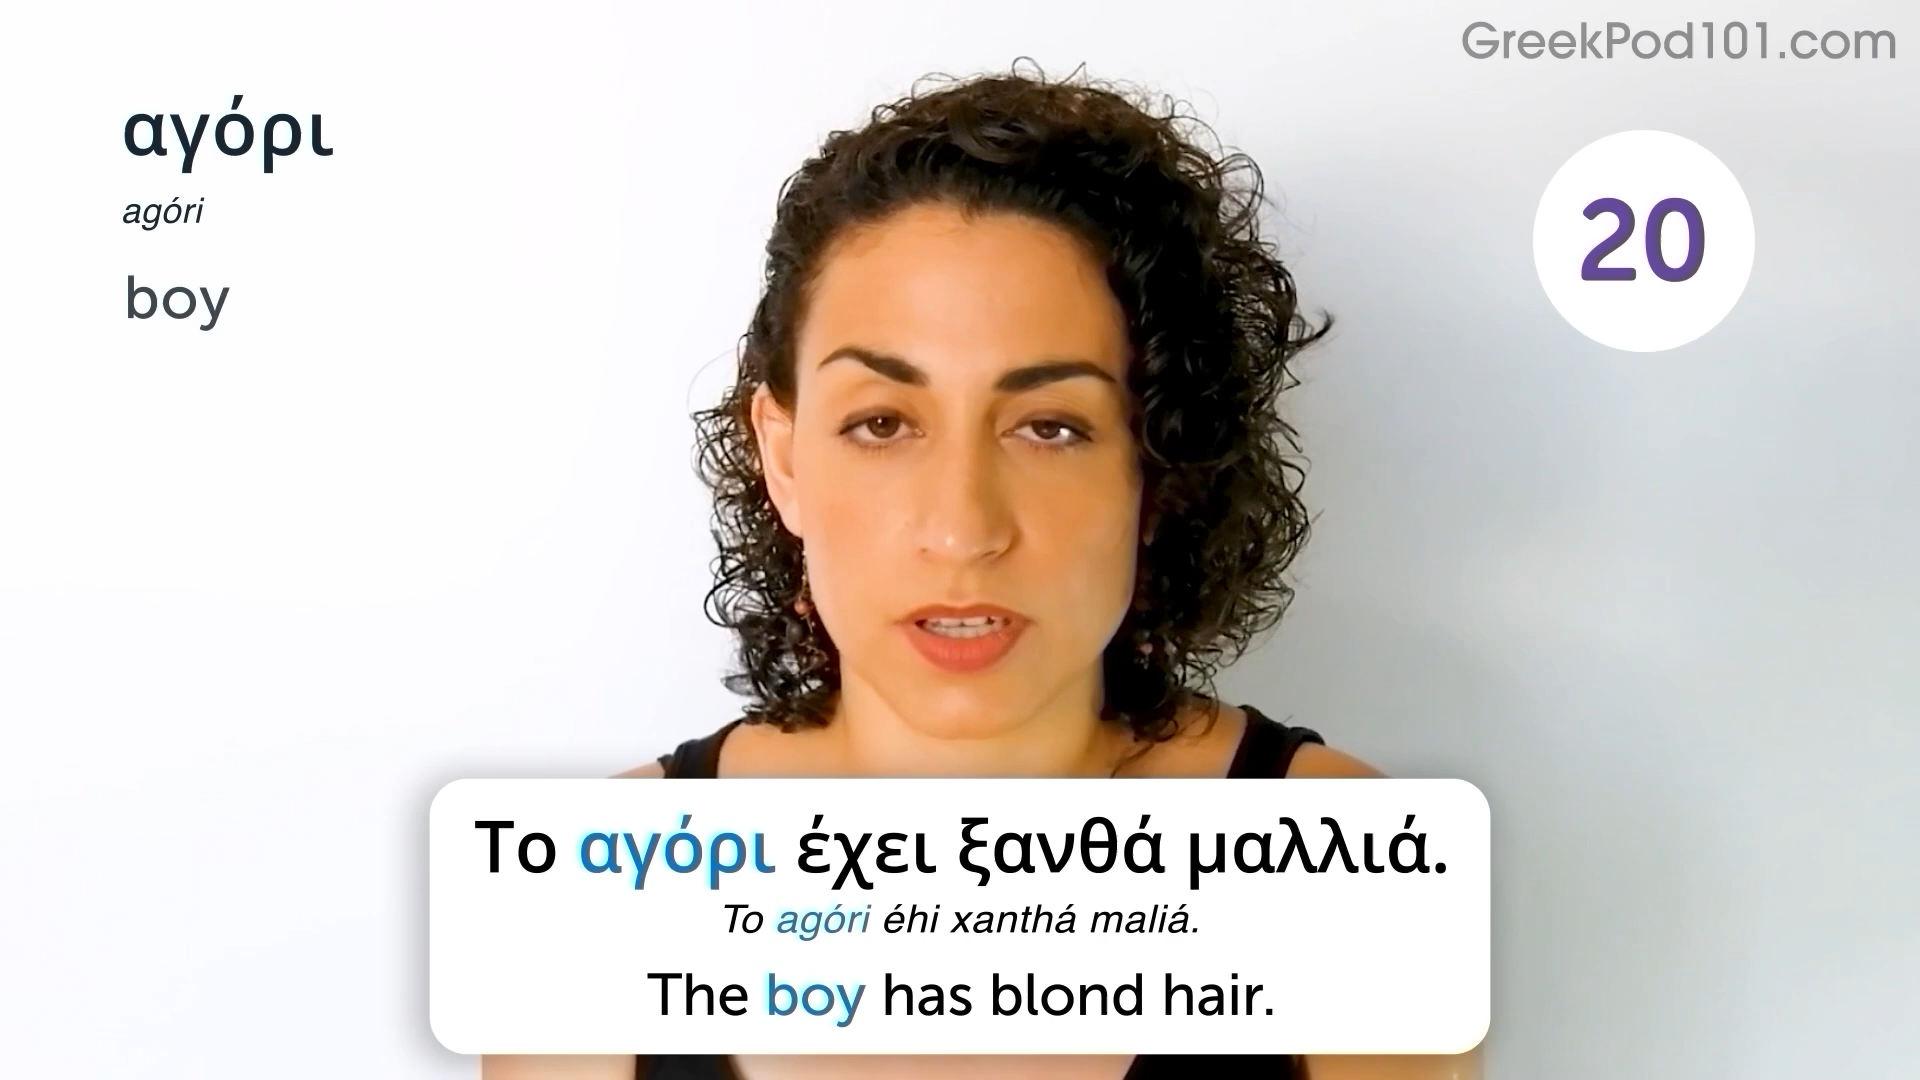 GreekPod101.com
αγόρι
agóri
boy
20
Το αγόρι έχει ξανθά μαλλιά.
To agóri éhi xanthá maliá.
The boy has blond hair.